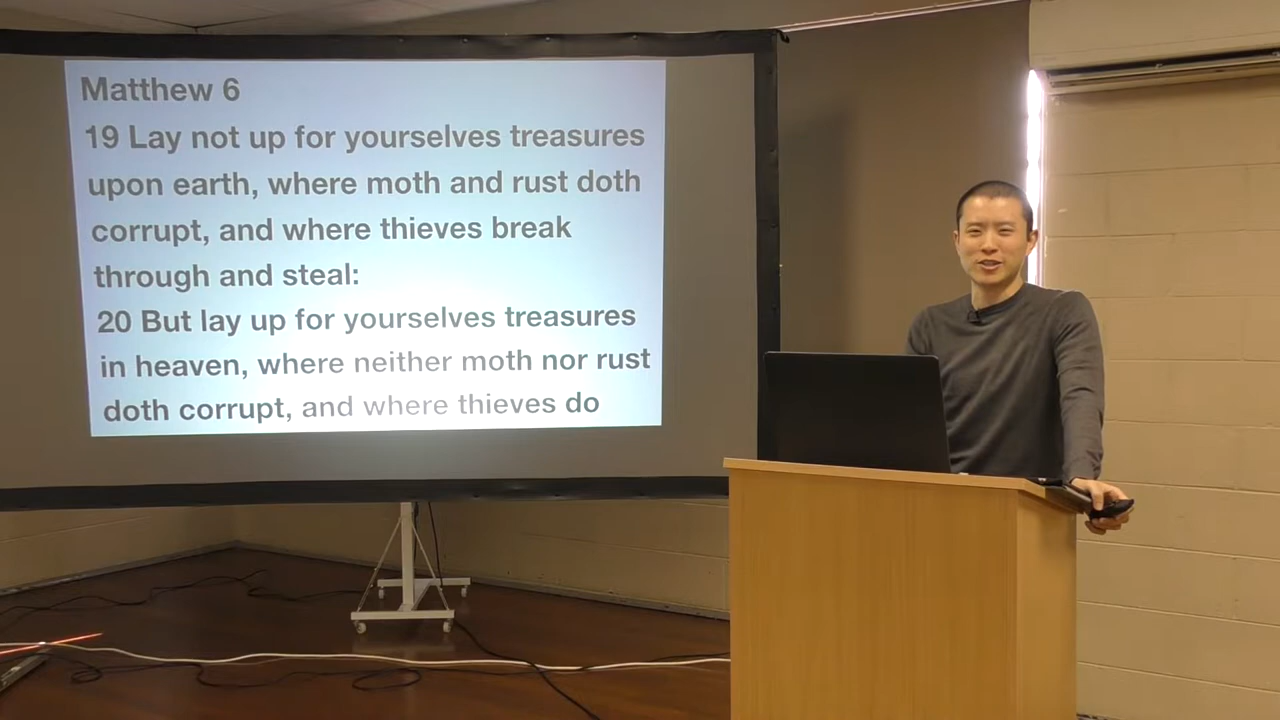 Matthew 6
19 Lay not up for yourselves treasures
upon earth, where moth and rust doth
corrupt, and where thieves break
through and steal:
20 But lay up for yourselves treasures
in heaven, where neither moth nor rust
doth corrupt, and where thieves do